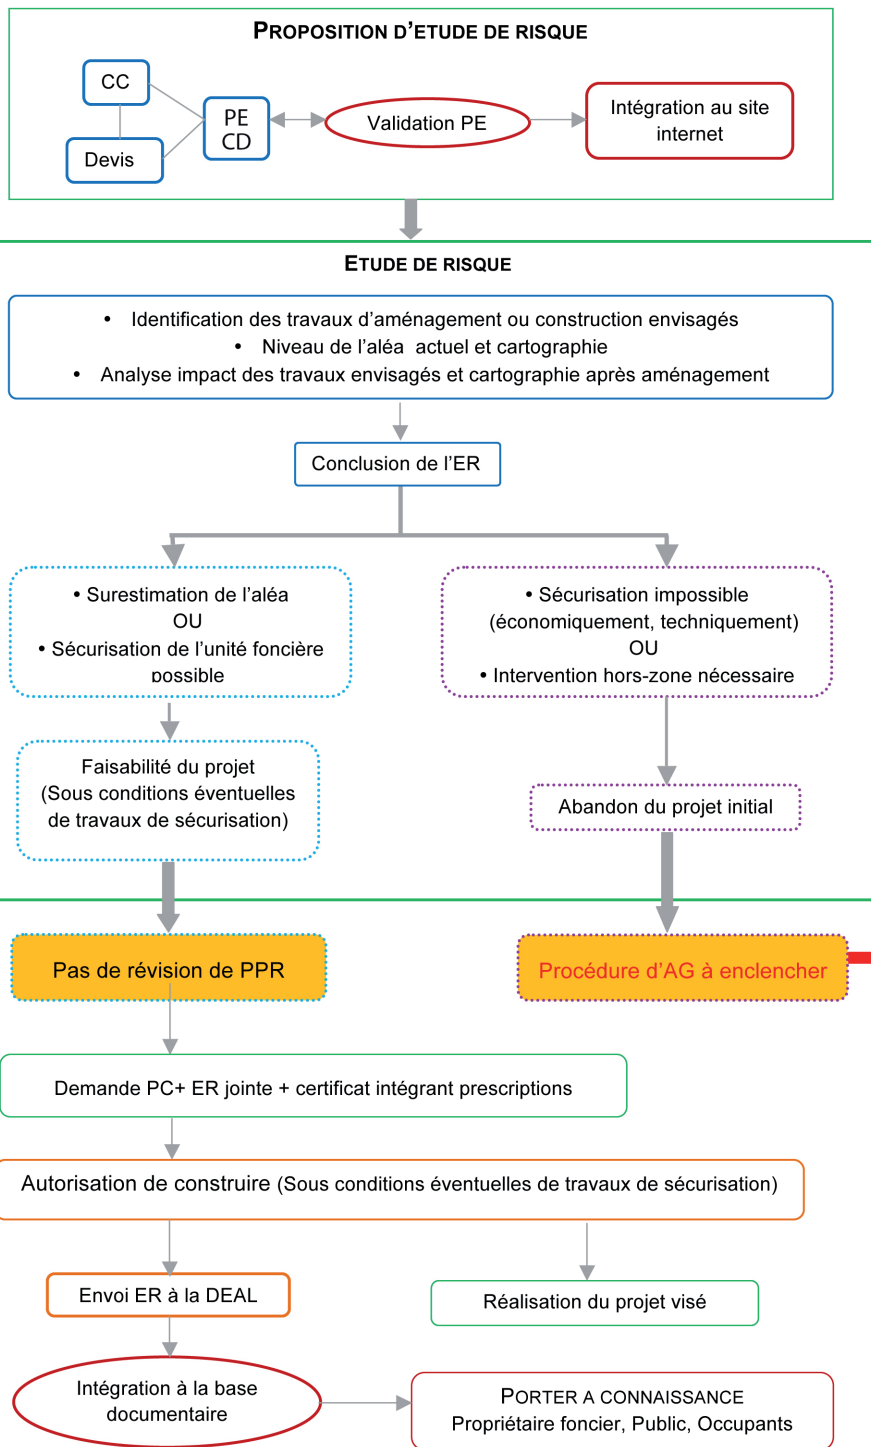 PROPOSITION D'ETUDE DE RISQUE
CC
Devis
PE
CD
Validation PE
Intégration au site
internet
ETUDE DE RISQUE
• Identification des travaux d'aménagement ou construction envisagés
• Niveau de l'aléa actuel et cartographie
• Analyse impact des travaux envisagés et cartographie après aménagement
Conclusion de l'ER
• Surestimation de l'aléa
OU
• Sécurisation de l'unité foncière
possible
• Sécurisation impossible
(économiquement, techniquement)
OU
• Intervention hors-zone nécessaire
Faisabilité du projet
(Sous conditions éventuelles
de travaux de sécurisation)
Abandon du projet initial
Pas de révision de PPR
Procédure d'AG à enclencher
Demande PC+ ER jointe + certificat intégrant prescriptions
Autorisation de construire (Sous conditions éventuelles de travaux de sécurisation)
Envoi ER à la DEAL
Réalisation du projet visé
Intégration à la base
documentaire
PORTER A CONNAISSANCE
Propriétaire foncier, Public, Occupants